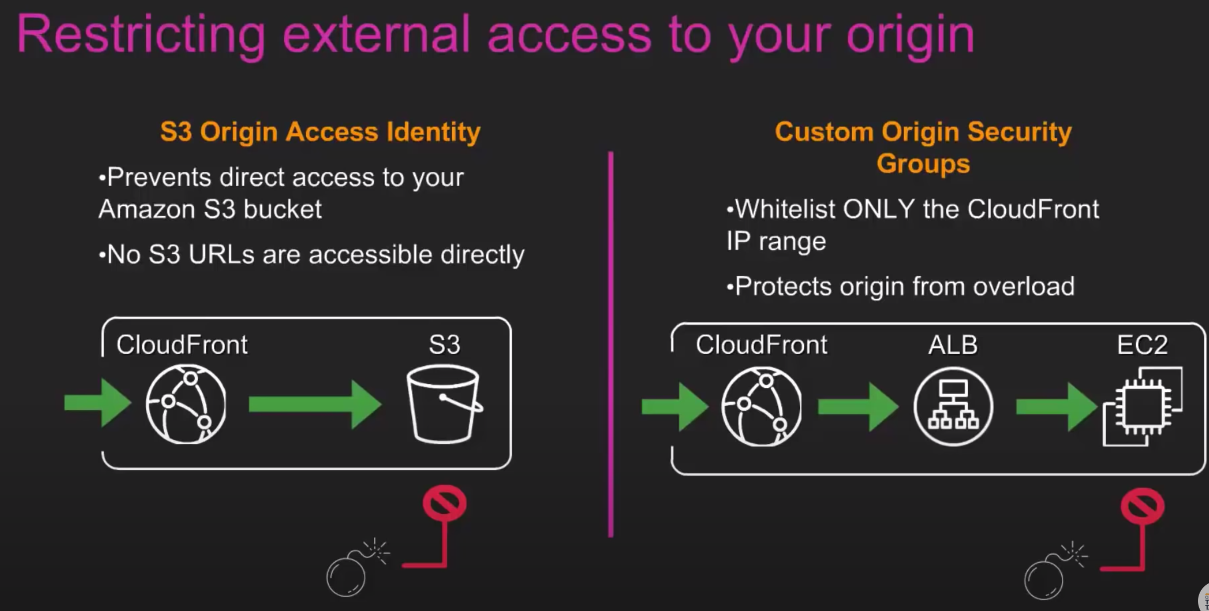 Restricting external access to your origin
S3 Origin Access Identity
•Prevents direct access to your
Amazon S3 bucket
•No S3 URLs are accessible directly
CloudFront
S3
Custom Origin Security
Groups
•Whitelist ONLY the CloudFront
IP range
•Protects origin from overload
CloudFront
ALB
EC2